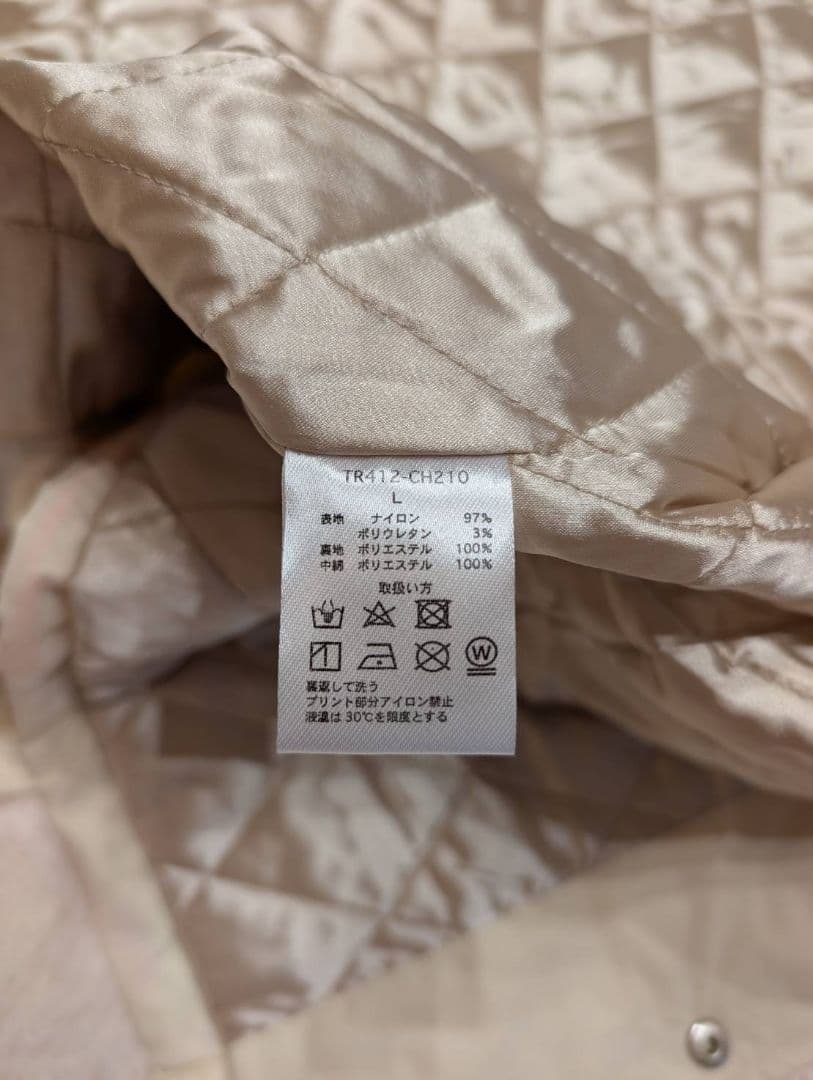 TR412-CH210
L
表地 ナイロン 97%
ポリウレタン 3%
裏地 ポリエステル 100%
中綿 ポリエステル 100%
取扱い方
W
裏返して洗う
プリント部分アイロン禁止
液温は30℃を限度とする